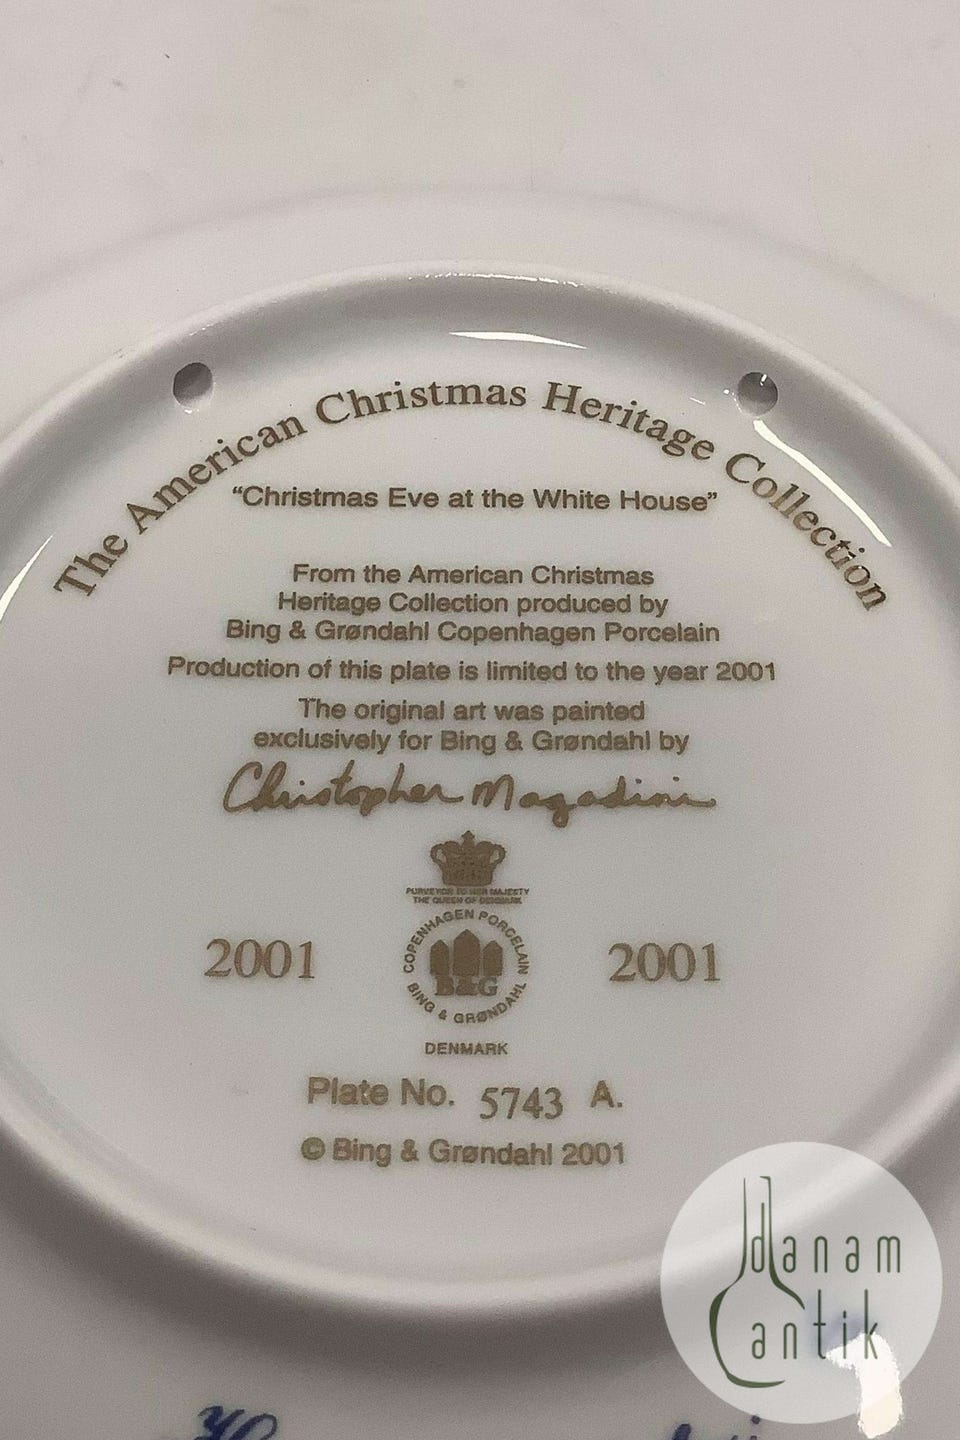 The American Christmas Heritage Collection
"Christmas Eve at the White House"
From the American Christmas
Heritage Collection produced by
Bing & Grøndahl Copenhagen Porcelain
Production of this plate is limited to the year 2001
The original art was painted
exclusively for Bing & Grøndahl by
Christopher Magadini
PURVEYOR TO HER MAJESTY
THE QUEEN OF DENMARK
COPENHAGEN PORCELAIN
2001
B&G
2001
BING & GRØNDAHL
DENMARK
Plate No. 5743 A.
© Bing & Grøndahl 2001
danam
antik